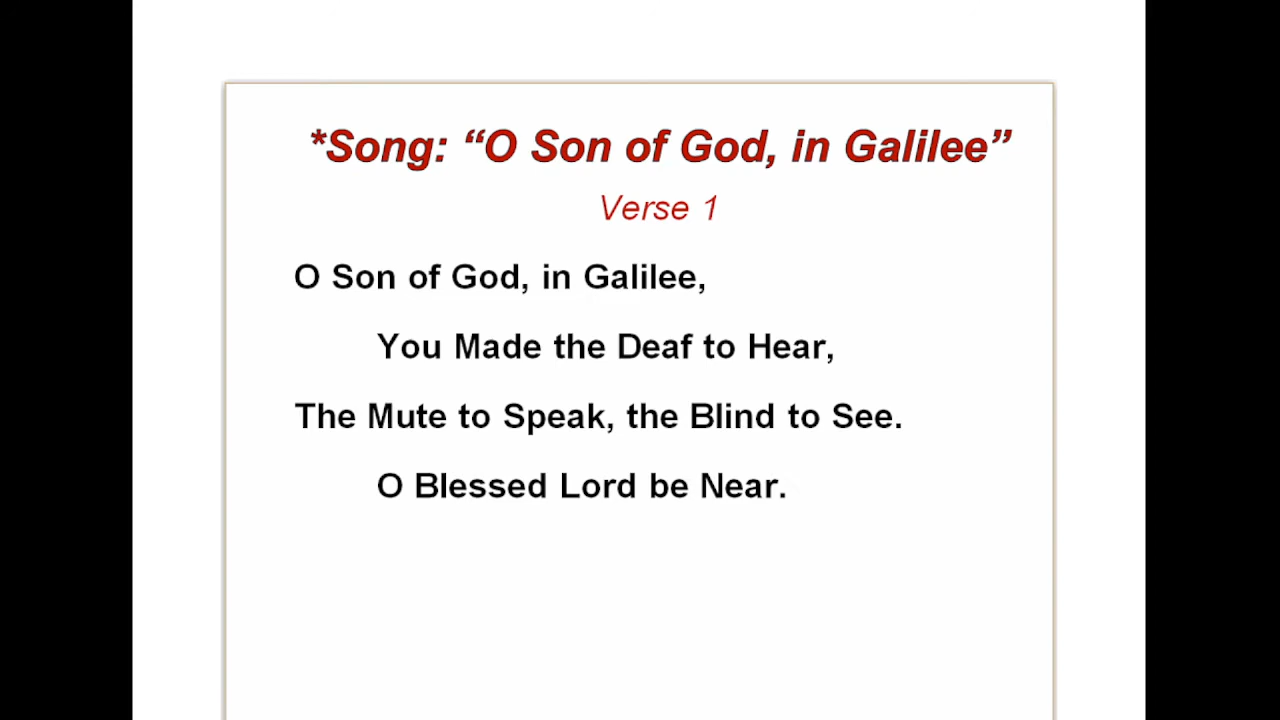 *Song: “O Son of God, in Galilee”
Verse 1
O Son of God, in Galilee,
You Made the Deaf to Hear,
The Mute to Speak, the Blind to See.
O Blessed Lord be Near.